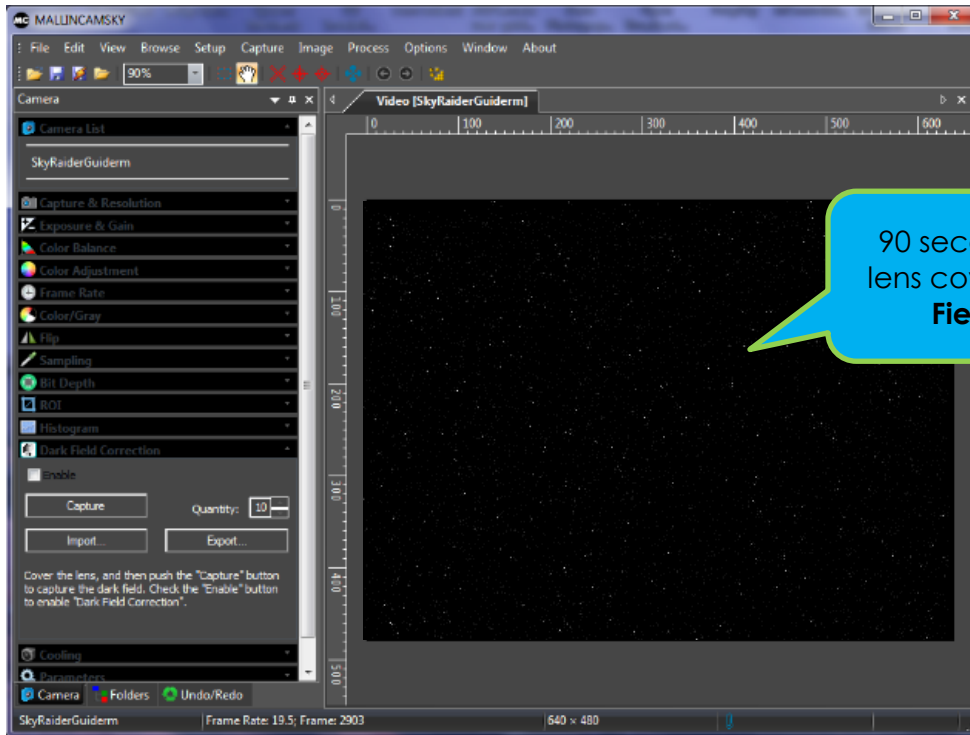 MALLINCAMSKY
File Edit View Browse Setup Capture Image Process Options Window About
90%
Camera
Video [SkyRaiderGuiderm]
Camera List
SkyRaiderGuiderm
Capture & Resolution
Exposure & Gain
Color Balance
Color Adjustment
Frame Rate
Color/Gray
Flip
Sampling
Bit Depth
ROI
Histogram
Dark Field Correction
Enable
Capture Quantity: 10
Import... Export...
Cover the lens, and then push the "Capture" button
to capture the dark field. Check the "Enable" button
to enable "Dark Field Correction".
Cooling
Parameters
Camera Folders Undo/Redo
SkyRaiderGuiderm Frame Rate: 19.5; Frame: 2903 640 × 480
0 100 200 300 400 500 600
0
100
200
300
400
500
90 sec
lens co
Fie